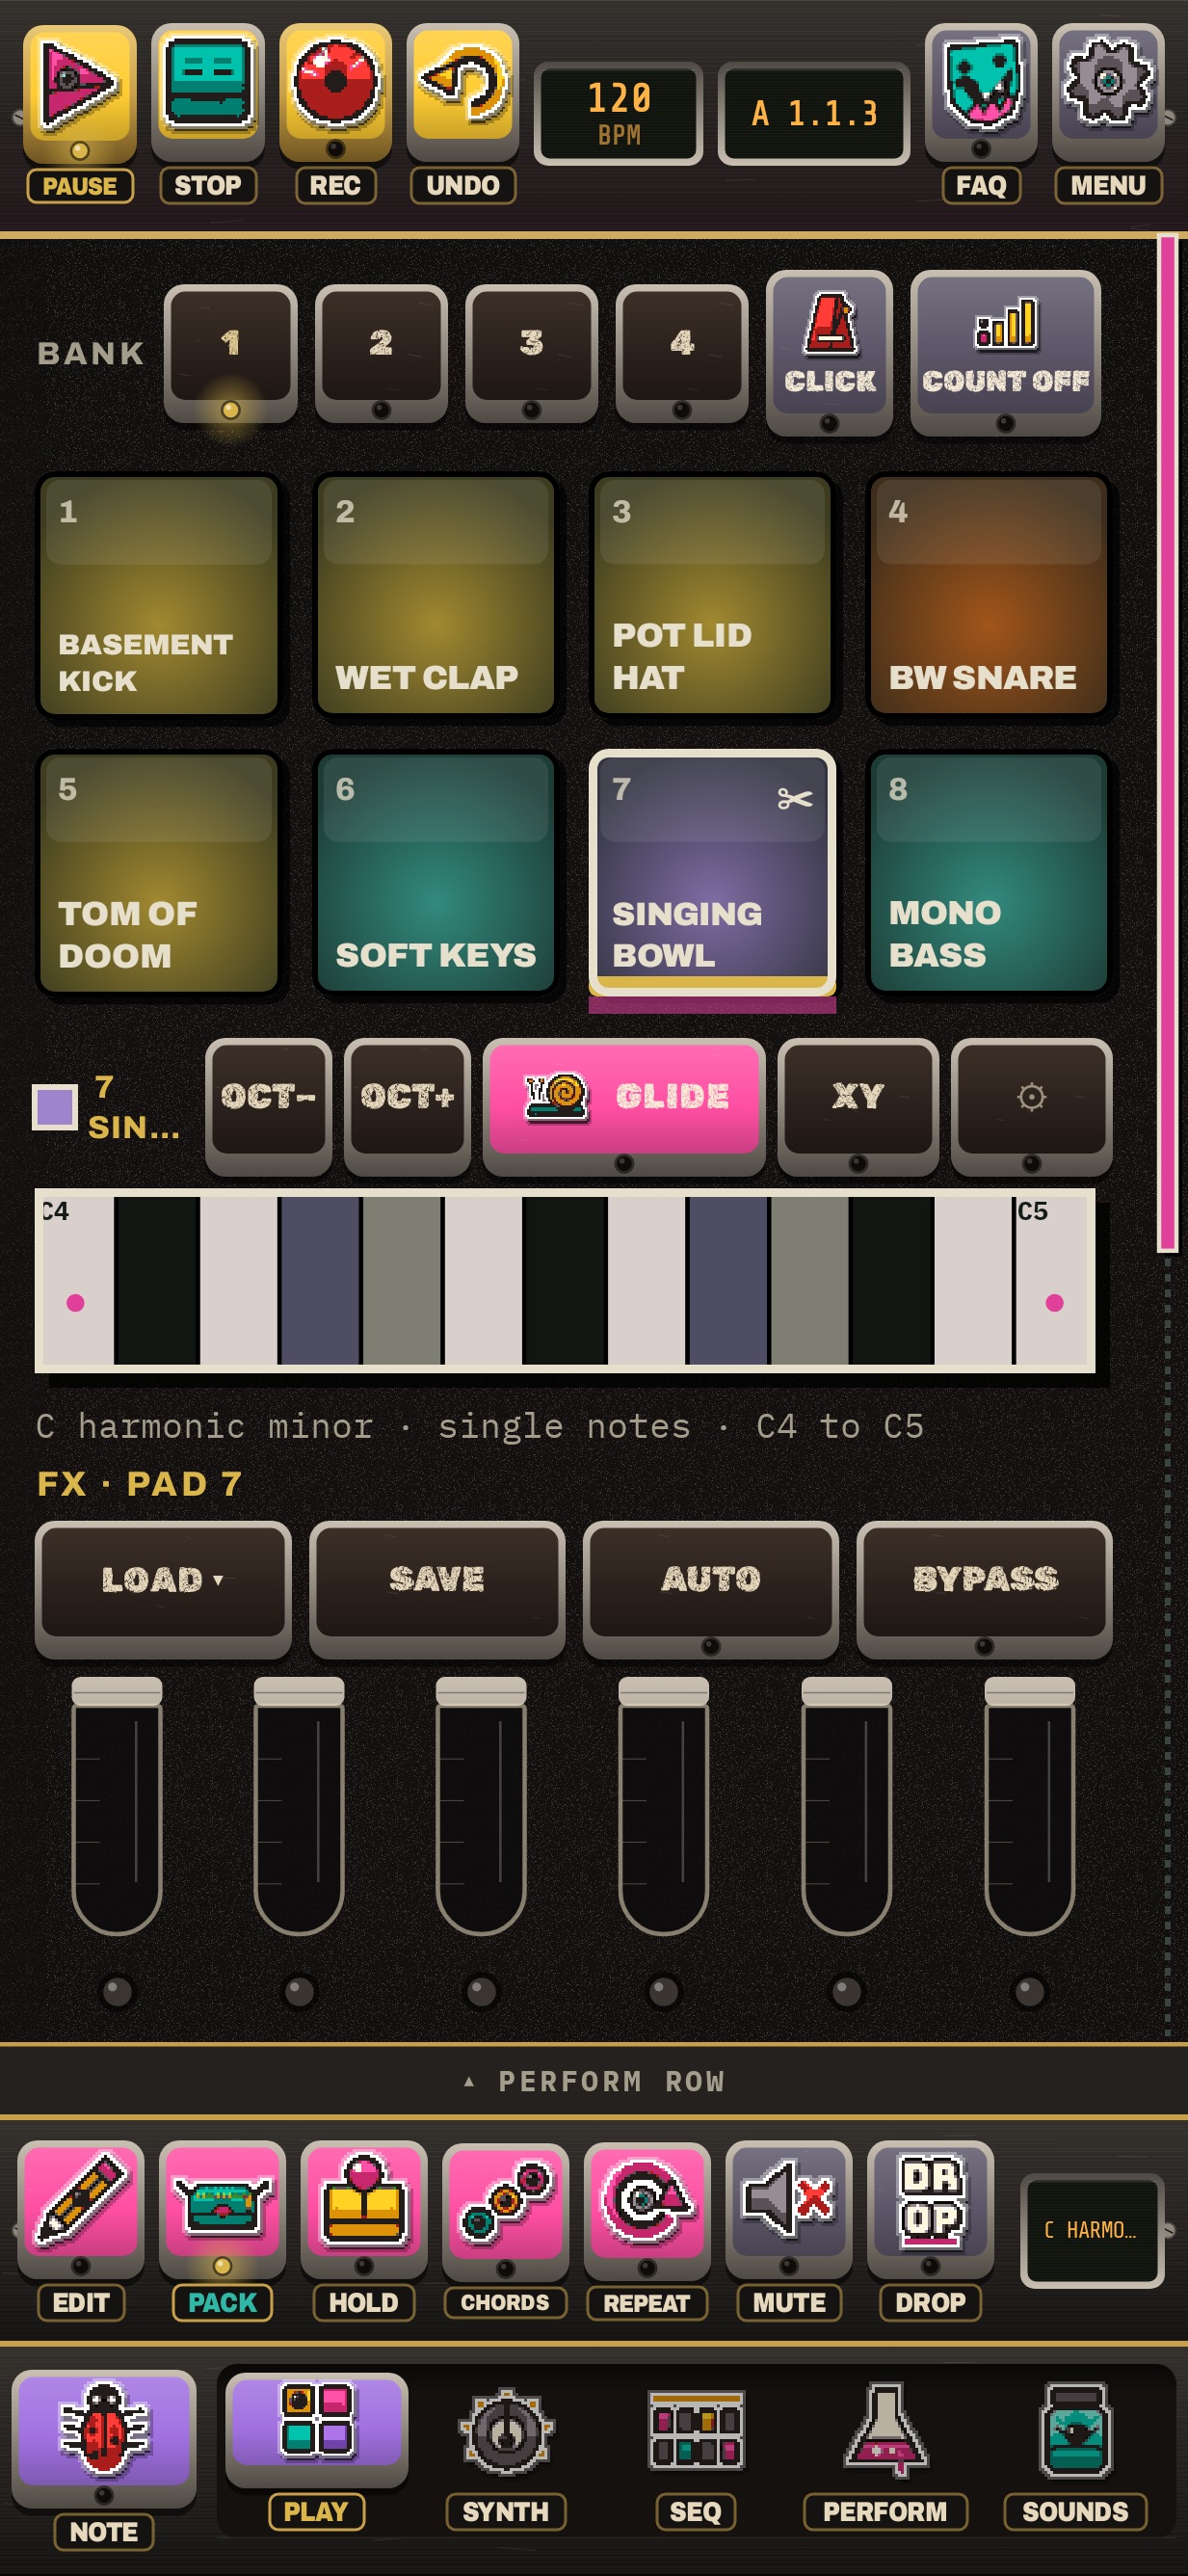 120
BPM
A 1.1.3
PAUSE
STOP
REC
UNDO
FAQ
MENU
BANK
1
2
3
4
CLICK
COUNT OFF
1
BASEMENT
KICK
2
WET CLAP
3
POT LID
HAT
4
BW SNARE
5
TOM OF
DOOM
6
SOFT KEYS
7
SINGING
BOWL
8
MONO
BASS
7
SIN...
OCT-
OCT+
GLIDE
XY
C4
C5
C harmonic minor · single notes · C4 to C5
FX · PAD 7
LOAD ▾
SAVE
AUTO
BYPASS
▴ PERFORM ROW
DR
OP
C HARMO...
EDIT
PACK
HOLD
CHORDS
REPEAT
MUTE
DROP
NOTE
PLAY
SYNTH
SEQ
PERFORM
SOUNDS